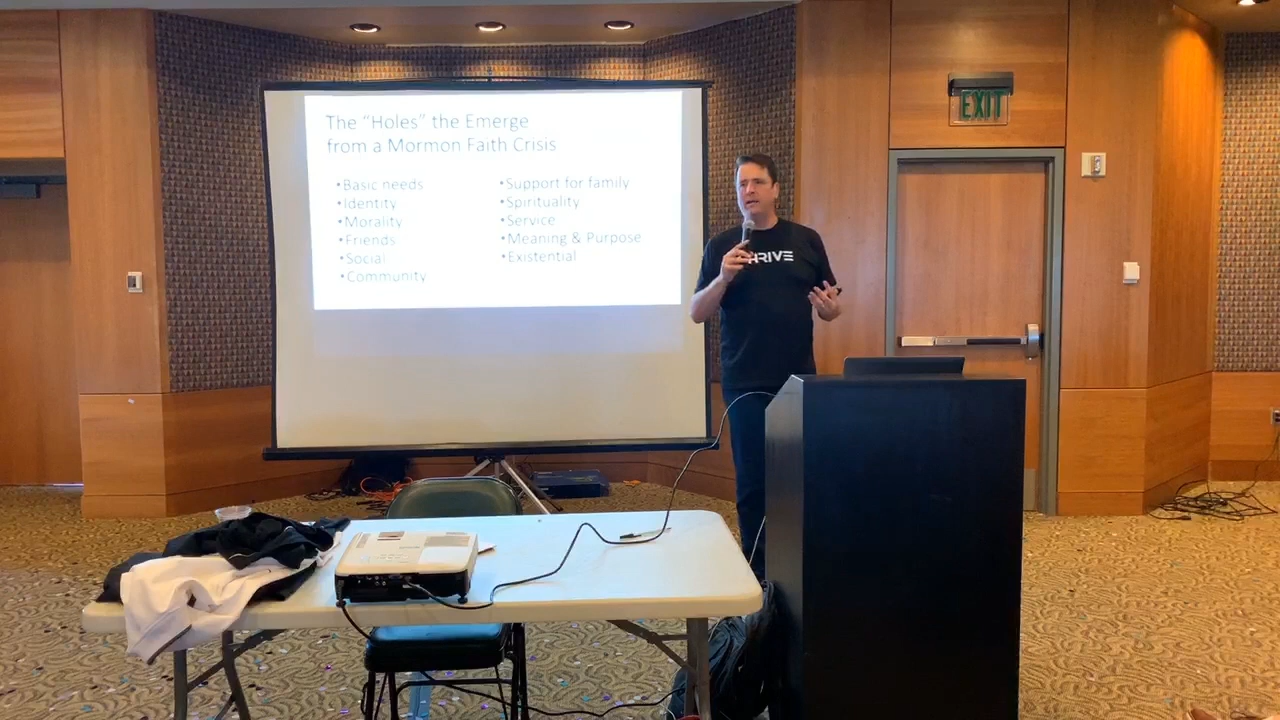 The “Holes” the Emerge
from a Mormon Faith Crisis
•Basic needs
•Identity
•Morality
•Friends
•Social
•Community
•Support for family
•Spirituality
•Service
•Meaning & Purpose
•Existential
HRIVE
EXIT